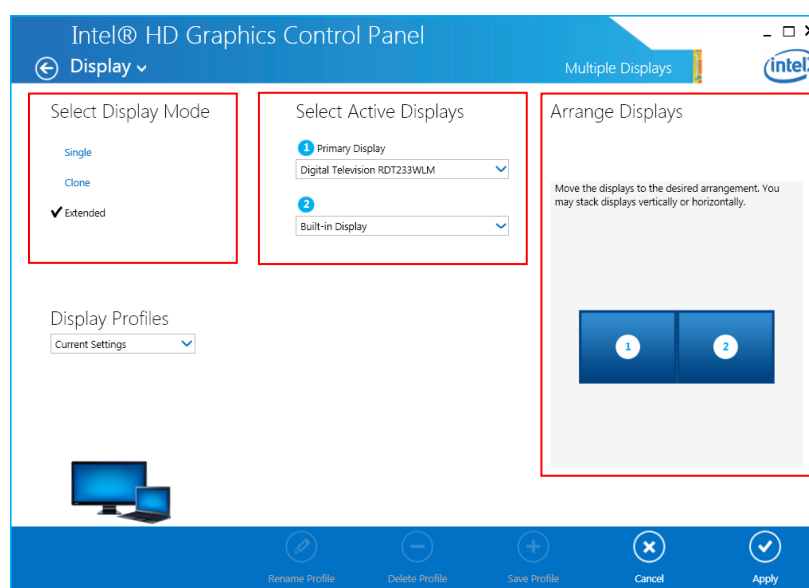 Intel® HD Graphics Control Panel
Display
Multiple Displays
intel
Select Display Mode
Single
Clone
Extended
Select Active Displays
1 Primary Display
Digital Television RDT233WLM
2
Built-in Display
Arrange Displays
Move the displays to the desired arrangement. You
may stack displays vertically or horizontally.
1
2
Display Profiles
Current Settings
Rename Profile
Delete Profile
Save Profile
Cancel
Apply